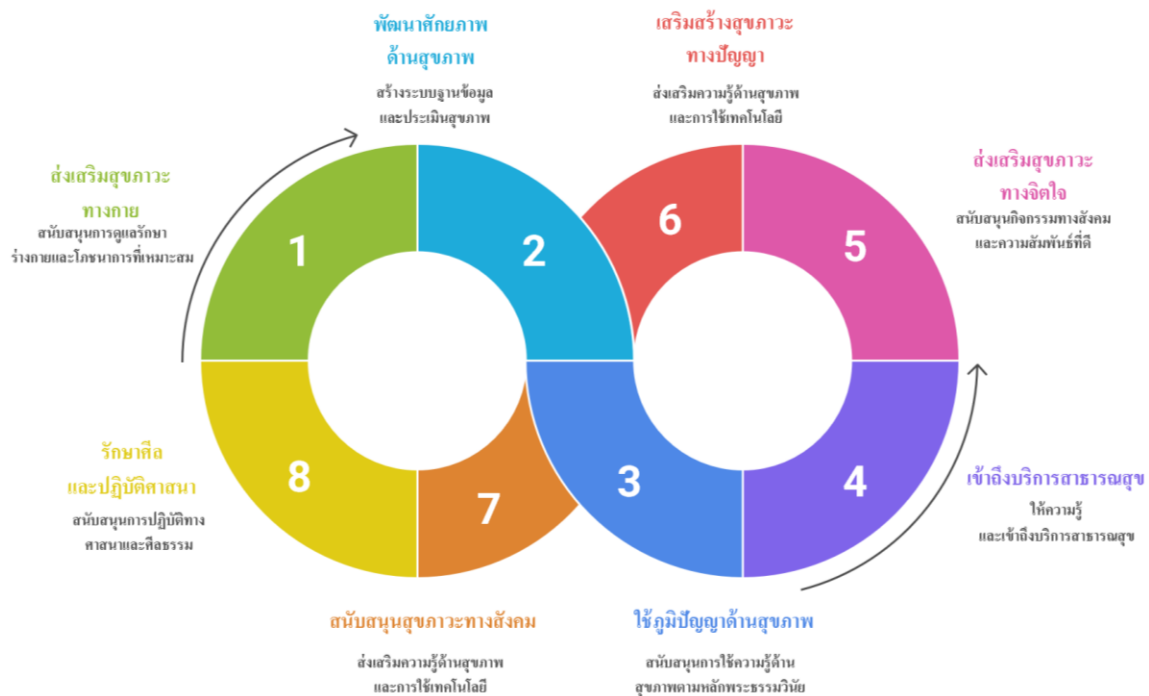 ส่งเสริมสุขภาวะ
ทางกาย
สนับสนุนการดูแลรักษา
ร่างกายและโภชนาการที่เหมาะสม
1
พัฒนาศักยภาพ
ด้านสุขภาพ
สร้างระบบฐานข้อมูล
และประเมินสุขภาพ
2
ใช้ภูมิปัญญาด้านสุขภาพ
สนับสนุนการใช้ความรู้ด้าน
สุขภาพตามหลักพระธรรมวินัย
3
เข้าถึงบริการสาธารณสุข
ให้ความรู้
และเข้าถึงบริการสาธารณสุข
4
ส่งเสริมสุขภาวะ
ทางจิตใจ
สนับสนุนกิจกรรมทางสังคม
และความสัมพันธ์ที่ดี
5
เสริมสร้างสุขภาวะ
ทางปัญญา
ส่งเสริมความรู้ด้านสุขภาพ
และการใช้เทคโนโลยี
6
สนับสนุนสุขภาวะทางสังคม
ส่งเสริมความรู้ด้านสุขภาพ
และการใช้เทคโนโลยี
7
รักษาศีล
และปฏิบัติศาสนา
สนับสนุนการปฏิบัติทาง
ศาสนาและศีลธรรม
8